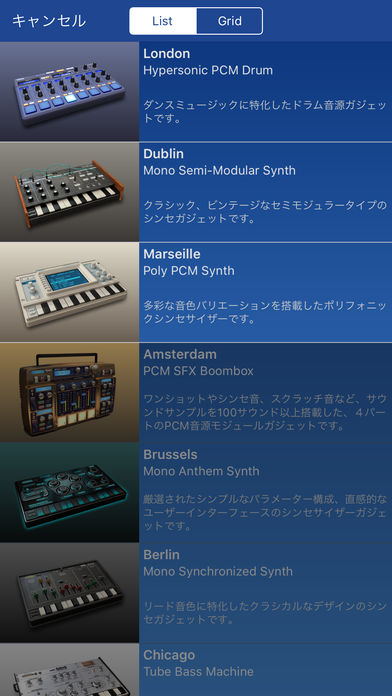 キャンセル
List
Grid
London
Hypersonic PCM Drum
ダンスミュージックに特化したドラム音源ガジェッ
トです。
Dublin
Mono Semi-Modular Synth
クラシック、ビンテージなセミモジュラータイプの
シンセガジェットです。
Marseille
Poly PCM Synth
多彩な音色バリエーションを搭載したポリフォニッ
クシンセサイザーです。
Amsterdam
PCM SFX Boombox
ワンショットやシンセ音、スクラッチ音など、サウ
ンドサンプルを100サウンド以上搭載した、４パー
トのPCM音源モジュールガジェットです。
Brussels
Mono Anthem Synth
厳選されたシンプルなパラメーター構成、直感的な
ユーザーインターフェースのシンセサイザーガジェ
ットです。
Berlin
Mono Synchronized Synth
リード音色に特化したクラシカルなデザインのシン
セガジェットです。
Chicago
Tube Bass Machine